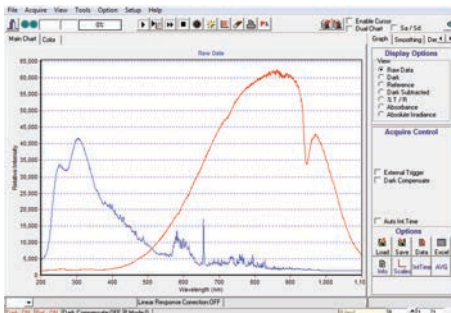 File Acquire View Tools Option Setup Help
0%
Enable Cursor
Dual Chart
Sa / Sd
Main Chart Color
Graph Smoothing
Raw Data
Display Options
View
Raw Data
Dark
Reference
Dark Subtracted
% T / R
Absorbance
Absolute Irradiance
Acquire Control
External Trigger
Dark Compensate
Auto Int.Time
Options
Load Save Data Excel
Info Scales IntTime AVG
65,000
60,000
55,000
50,000
45,000
40,000
35,000
30,000
25,000
20,000
15,000
10,000
5,000
0
Relative Intensity
200 300 400 500 600 700 800 900 1,000
Wavelength (nm)
Linear Response Correction:OFF